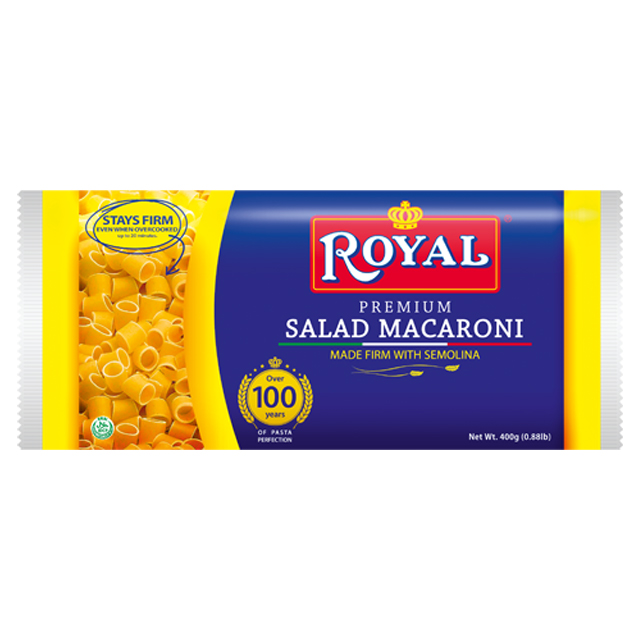 STAYS FIRM
EVEN WHEN OVERCOOKED
up to 20 minutes.
ROYAL
®
PREMIUM
SALAD MACARONI
MADE FIRM WITH SEMOLINA
Over
100
years
OF PASTA
PERFECTION
Net Wt. 400g (0.88lb)